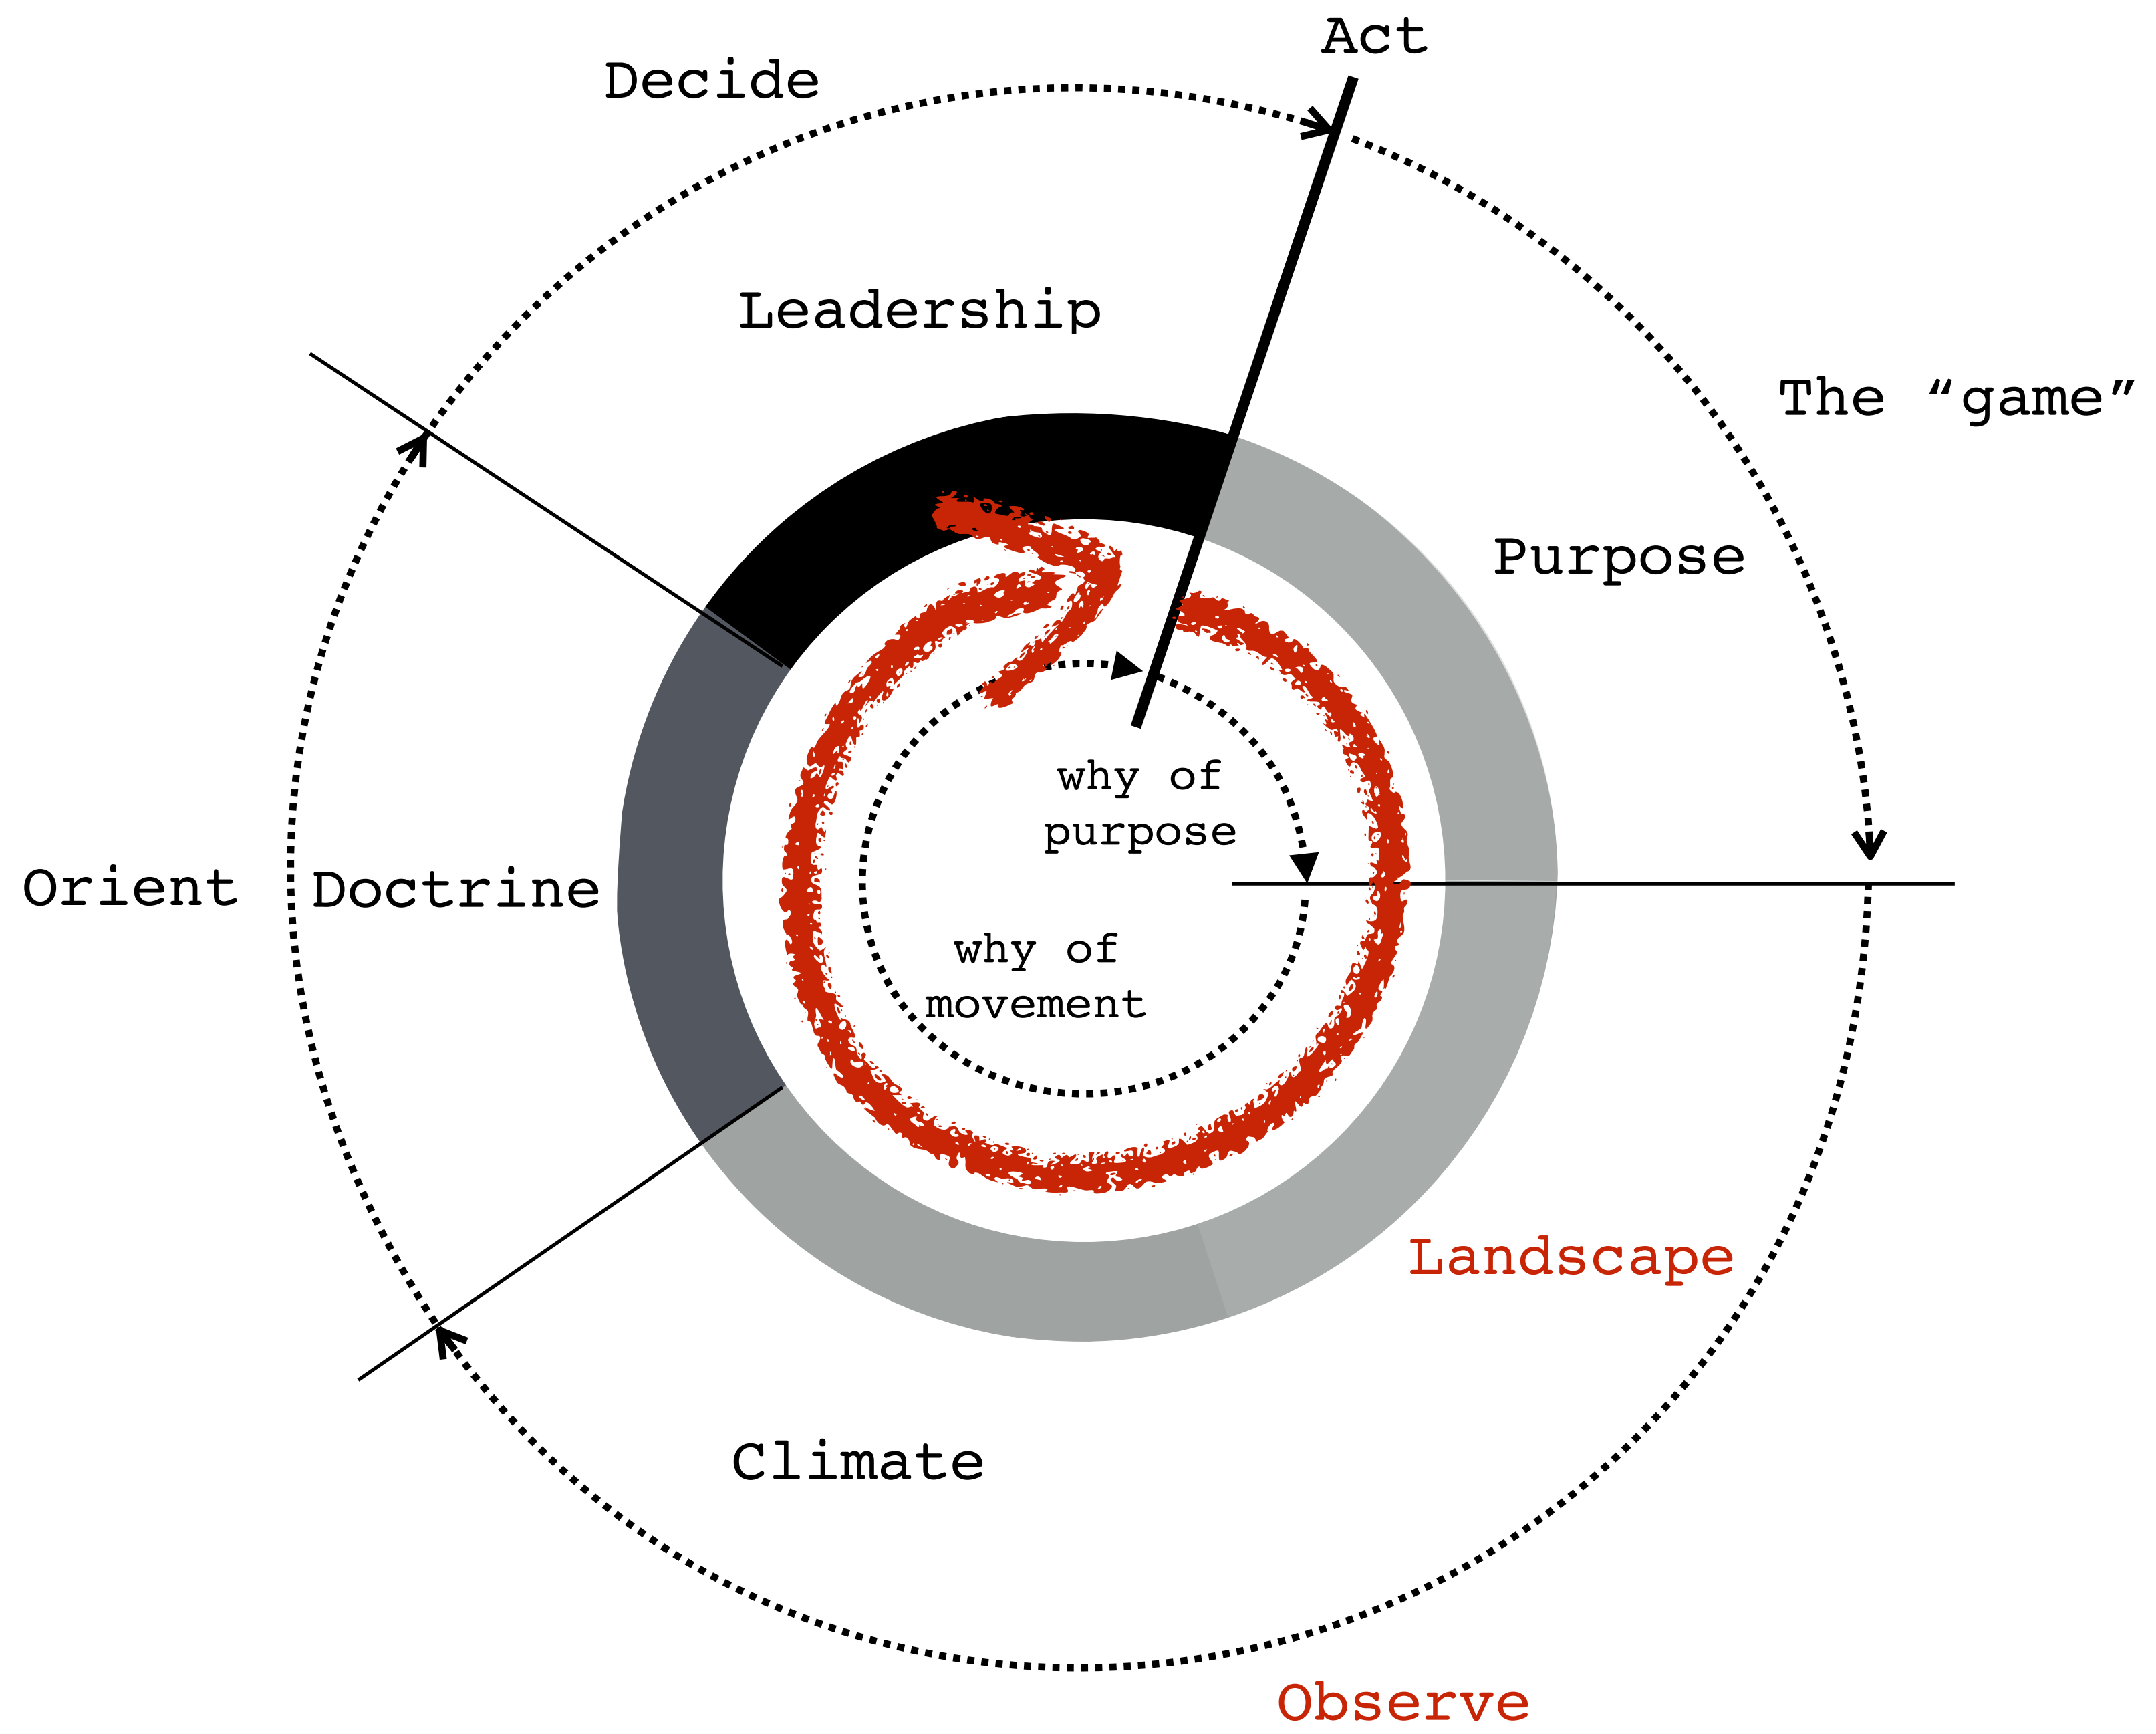 Act
Decide
Leadership
The “game”
Purpose
why of
purpose
Orient
Doctrine
why of
movement
Landscape
Climate
Observe